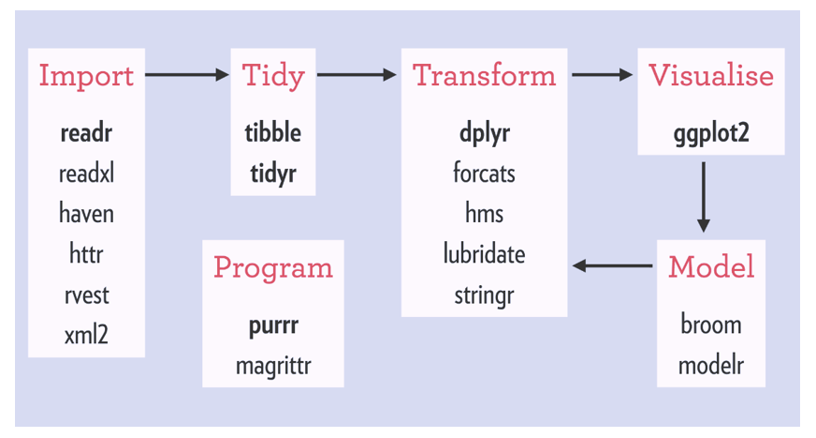 Import
readr
readxl
haven
httr
rvest
xml2
Tidy
tibble
tidyr
Program
purrr
magrittr
Transform
dplyr
forcats
hms
lubridate
stringr
Visualise
ggplot2
Model
broom
modelr